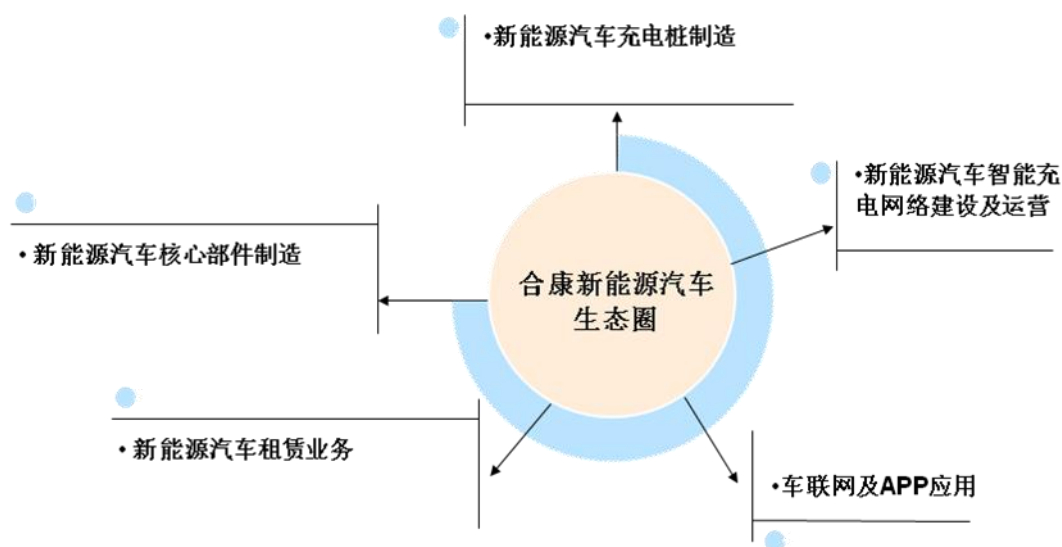 •新能源汽车充电桩制造
•新能源汽车智能充
电网络建设及运营
• 新能源汽车核心部件制造
合康新能源汽车
生态圈
• 新能源汽车租赁业务
•车联网及APP应用